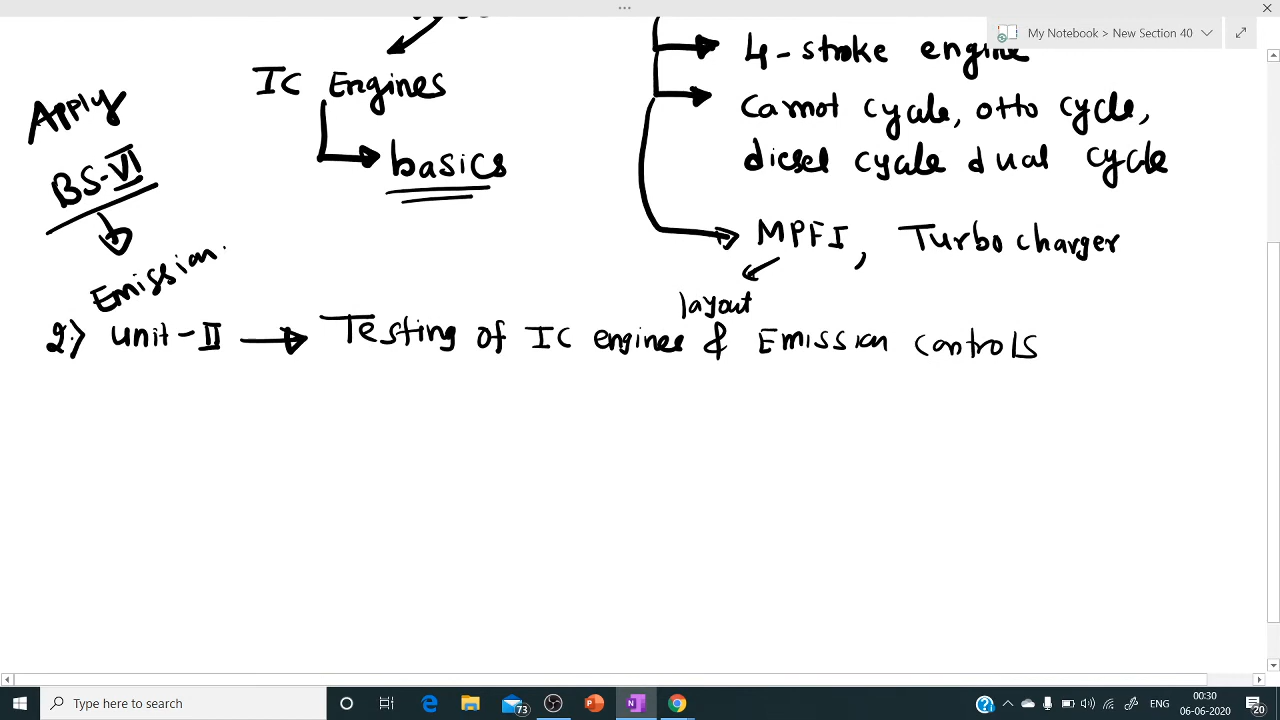 My Notebook > New Section 40
4-stroke engine
IC Engines
Carnot cycle, otto cycle,
diesel cycle dual cycle
Apply
basics
BS-VI
MPFI, Turbo charger
Emission
layout
2.) unit-II → Testing of IC engines & Emission controls
Type here to search
73
ENG
00:30
06-06-2020
20